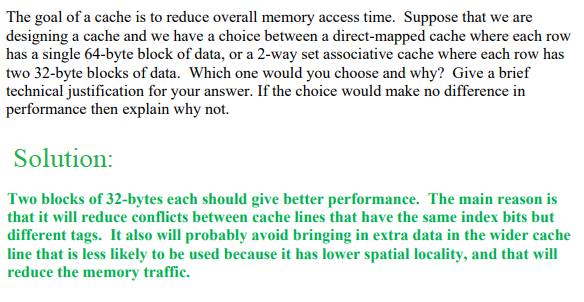 The goal of a cache is to reduce overall memory access time.  Suppose that we are
designing a cache and we have a choice between a direct-mapped cache where each row
has a single 64-byte block of data, or a 2-way set associative cache where each row has
two 32-byte blocks of data.  Which one would you choose and why?  Give a brief
technical justification for your answer. If the choice would make no difference in
performance then explain why not.
Solution:
Two blocks of 32-bytes each should give better performance.  The main reason is
that it will reduce conflicts between cache lines that have the same index bits but
different tags.  It also will probably avoid bringing in extra data in the wider cache
line that is less likely to be used because it has lower spatial locality, and that will
reduce the memory traffic.